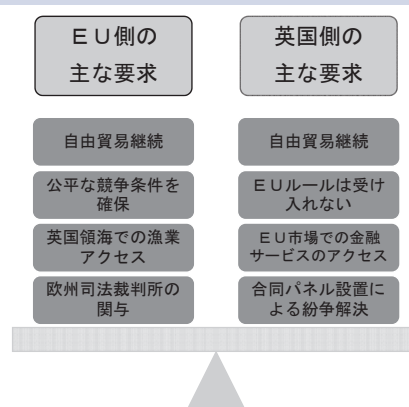 ＥＵ側の
主な要求
英国側の
主な要求
自由貿易継続
公平な競争条件を
確保
英国領海での漁業
アクセス
欧州司法裁判所の
関与
自由貿易継続
ＥＵルールは受け
入れない
ＥＵ市場での金融
サービスのアクセス
合同パネル設置に
よる紛争解決